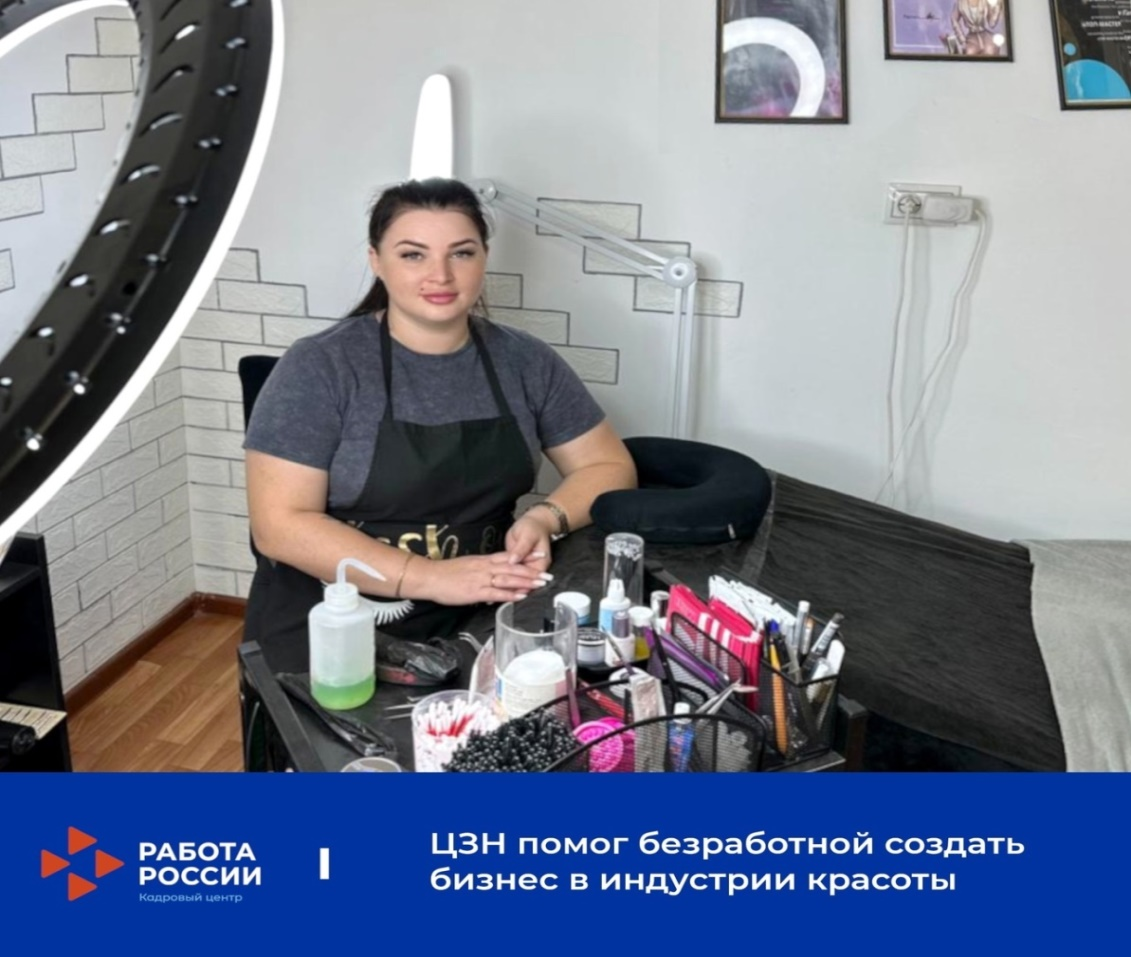 РАБОТА
РОССИИ
Кадровый центр
ЦЗН помог безработной создать
бизнес в индустрии красоты